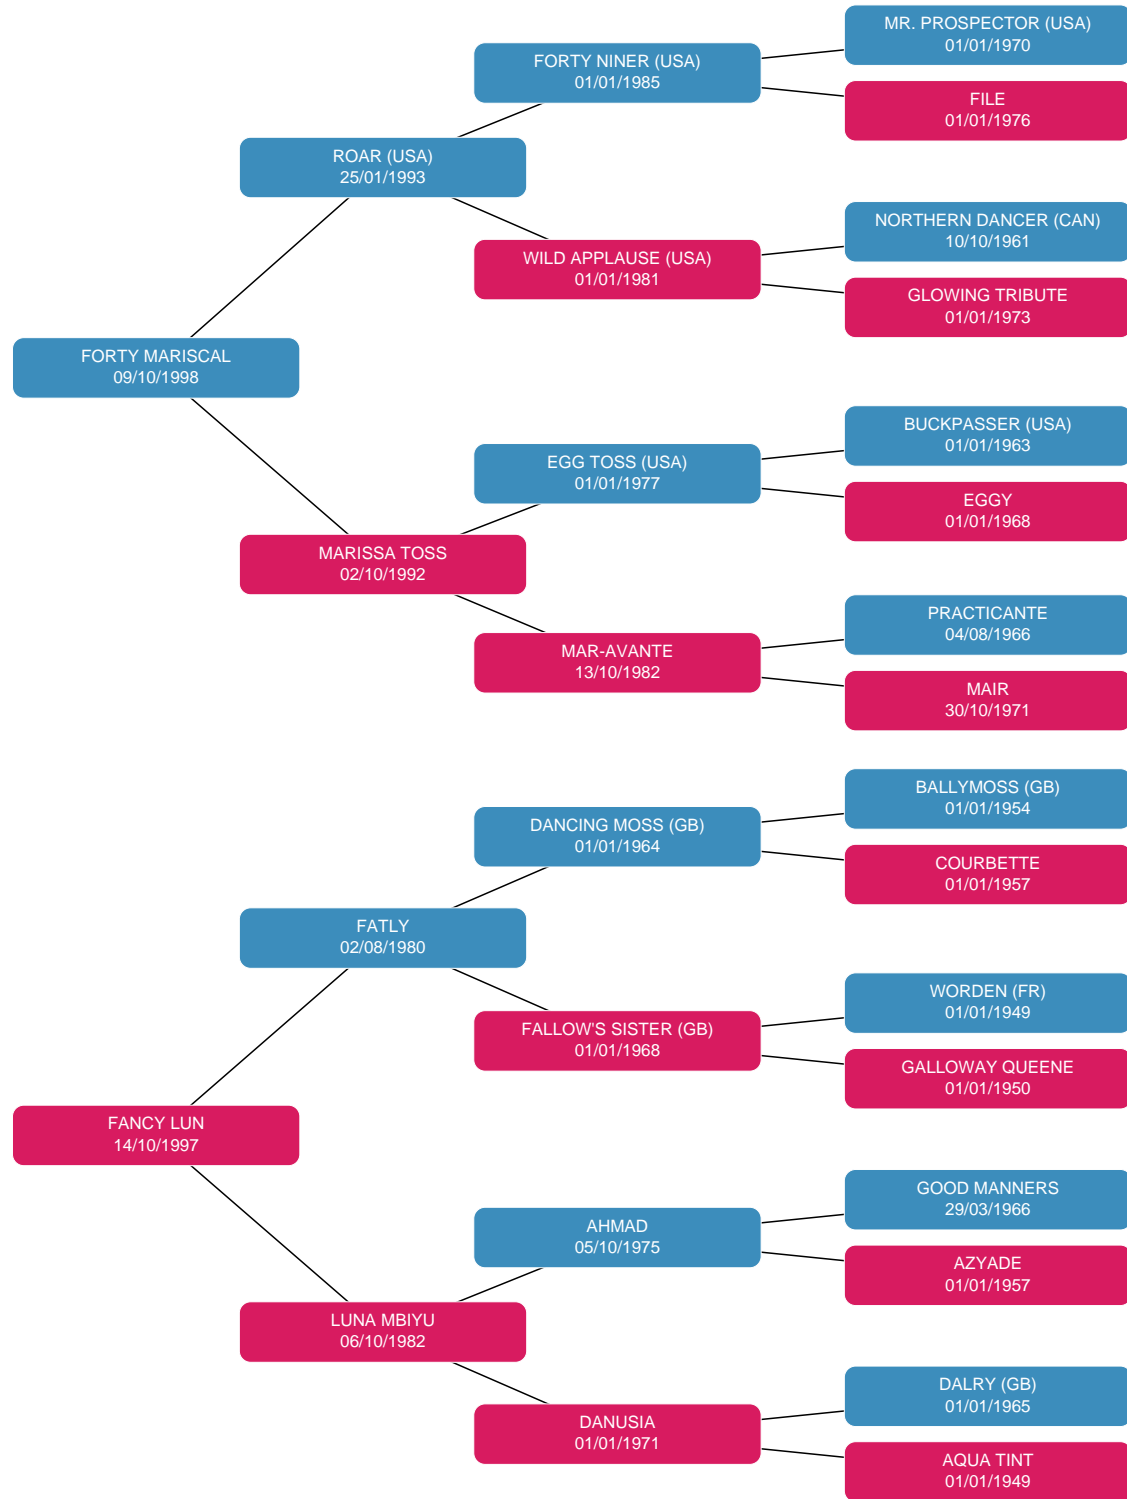 MR. PROSPECTOR (USA)
01/01/1970
FORTY NINER (USA)
01/01/1985
FILE
01/01/1976
ROAR (USA)
25/01/1993
NORTHERN DANCER (CAN)
10/10/1961
WILD APPLAUSE (USA)
01/01/1981
GLOWING TRIBUTE
01/01/1973
FORTY MARISCAL
09/10/1998
BUCKPASSER (USA)
01/01/1963
EGG TOSS (USA)
01/01/1977
EGGY
01/01/1968
MARISSA TOSS
02/10/1992
PRACTICANTE
04/08/1966
MAR-AVANTE
13/10/1982
MAIR
30/10/1971
BALLYMOSS (GB)
01/01/1954
DANCING MOSS (GB)
01/01/1964
COURBETTE
01/01/1957
FATLY
02/08/1980
WORDEN (FR)
01/01/1949
FALLOW'S SISTER (GB)
01/01/1968
GALLOWAY QUEENE
01/01/1950
FANCY LUN
14/10/1997
GOOD MANNERS
29/03/1966
AHMAD
05/10/1975
AZYADE
01/01/1957
LUNA MBIYU
06/10/1982
DALRY (GB)
01/01/1965
DANUSIA
01/01/1971
AQUA TINT
01/01/1949